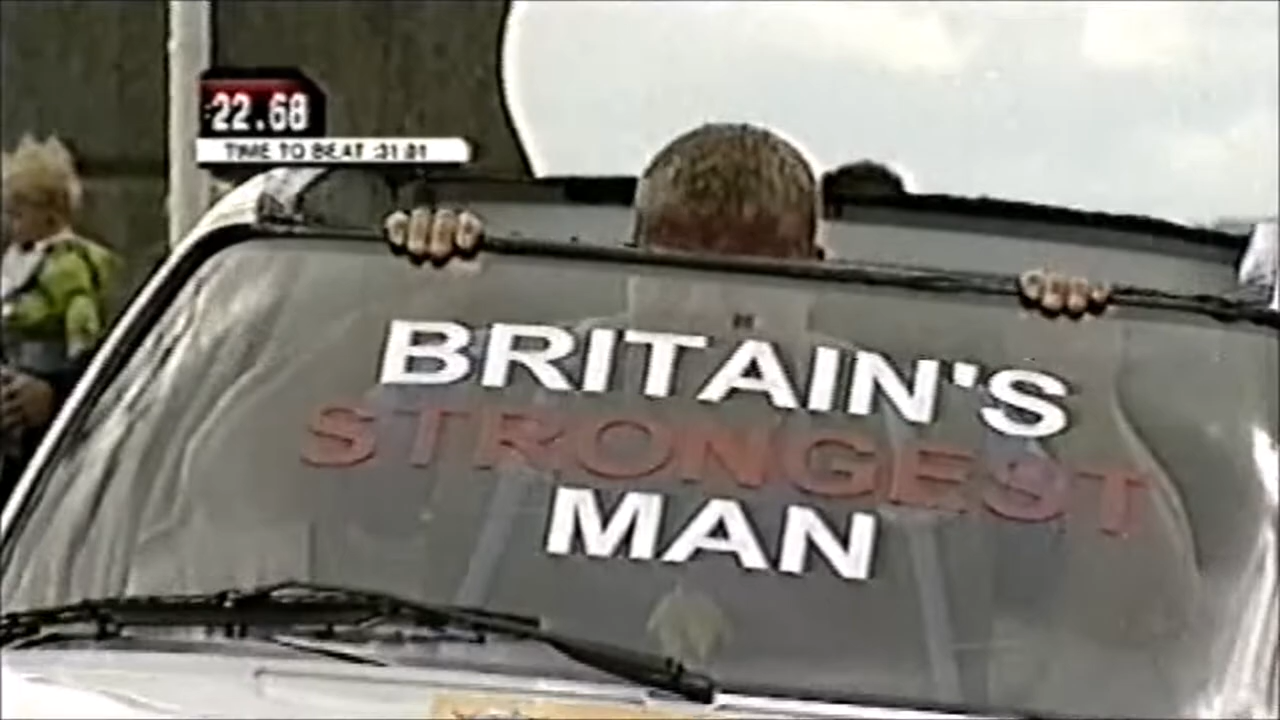 :22.68
TIME TO BEAT :31.81
BRITAIN'S
STRONGEST
MAN